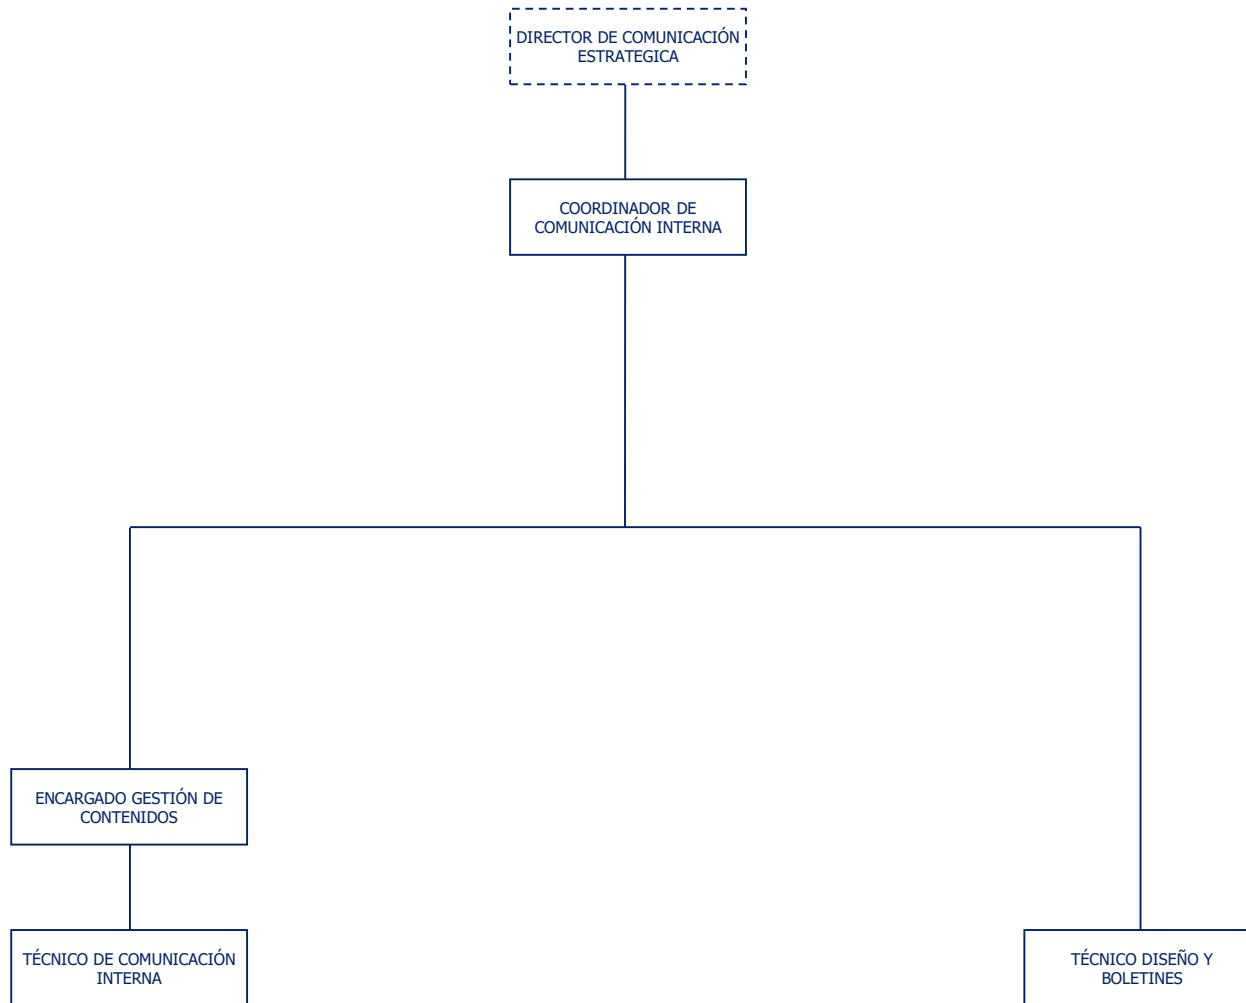 DIRECTOR DE COMUNICACIÓN
ESTRATEGICA
COORDINADOR DE
COMUNICACIÓN INTERNA
ENCARGADO GESTIÓN DE
CONTENIDOS
TÉCNICO DE COMUNICACIÓN
INTERNA
TÉCNICO DISEÑO Y
BOLETINES